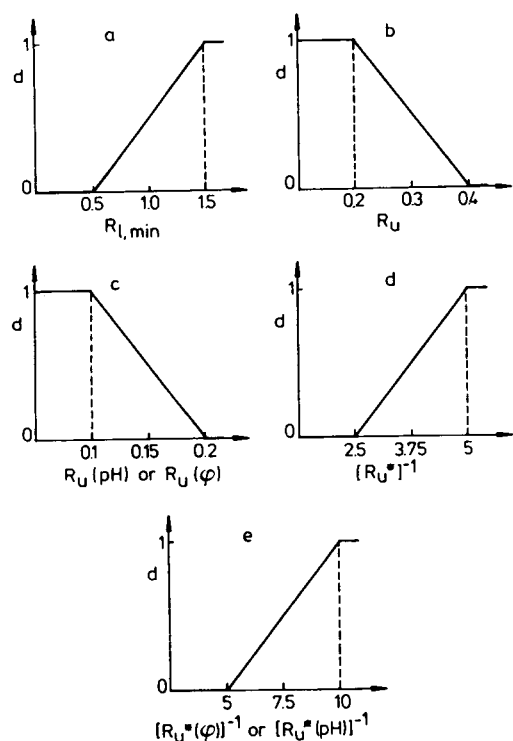 a
1
d
0
0.5 1.0 1.5
R_l,min
b
1
d
0
0.2 0.3 0.4
R_u
c
1
d
0
0.1 0.15 0.2
R_u (pH) or R_u (φ)
d
1
d
0
2.5 3.75 5
[R_u*]^-1
e
1
d
0
5 7.5 10
[R_u*(φ)]^-1 or [R_u*(pH)]^-1